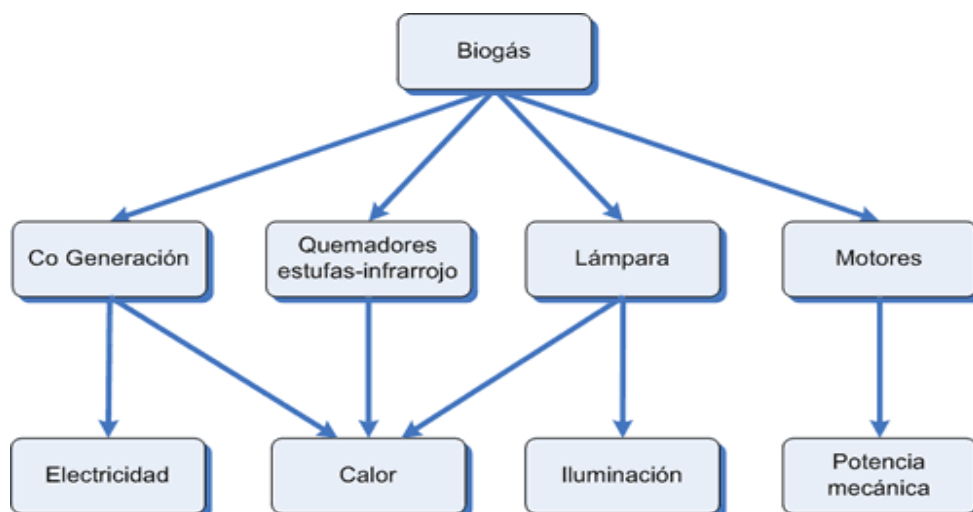 Biogás
Co Generación
Quemadores
estufas-infrarrojo
Lámpara
Motores
Electricidad
Calor
Iluminación
Potencia
mecánica